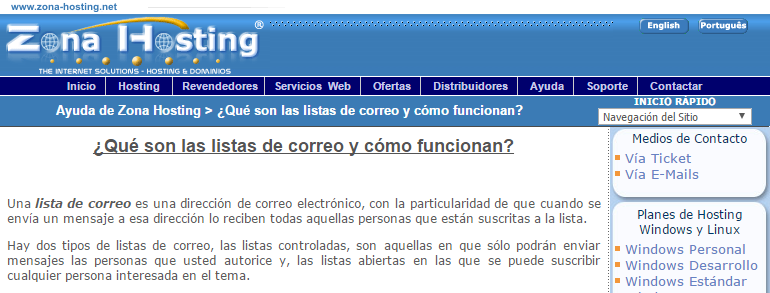 www.zona-hosting.net
Zona Hosting®
THE INTERNET SOLUTIONS - HOSTING & DOMINIOS
English Português
Inicio Hosting Revendedores Servicios Web Ofertas Distribuidores Ayuda Soporte Contactar
Ayuda de Zona Hosting > ¿Qué son las listas de correo y cómo funcionan?
INICIO RÁPIDO
Navegación del Sitio
¿Qué son las listas de correo y cómo funcionan?
Una lista de correo es una dirección de correo electrónico, con la particularidad de que cuando se
envía un mensaje a esa dirección lo reciben todas aquellas personas que están suscritas a la lista.
Hay dos tipos de listas de correo, las listas controladas, son aquellas en que sólo podrán enviar
mensajes las personas que usted autorice y, las listas abiertas en las que se puede suscribir
cualquier persona interesada en el tema.
Medios de Contacto
Vía Ticket
Vía E-Mails
Planes de Hosting
Windows y Linux
Windows Personal
Windows Desarrollo
Windows Estándar